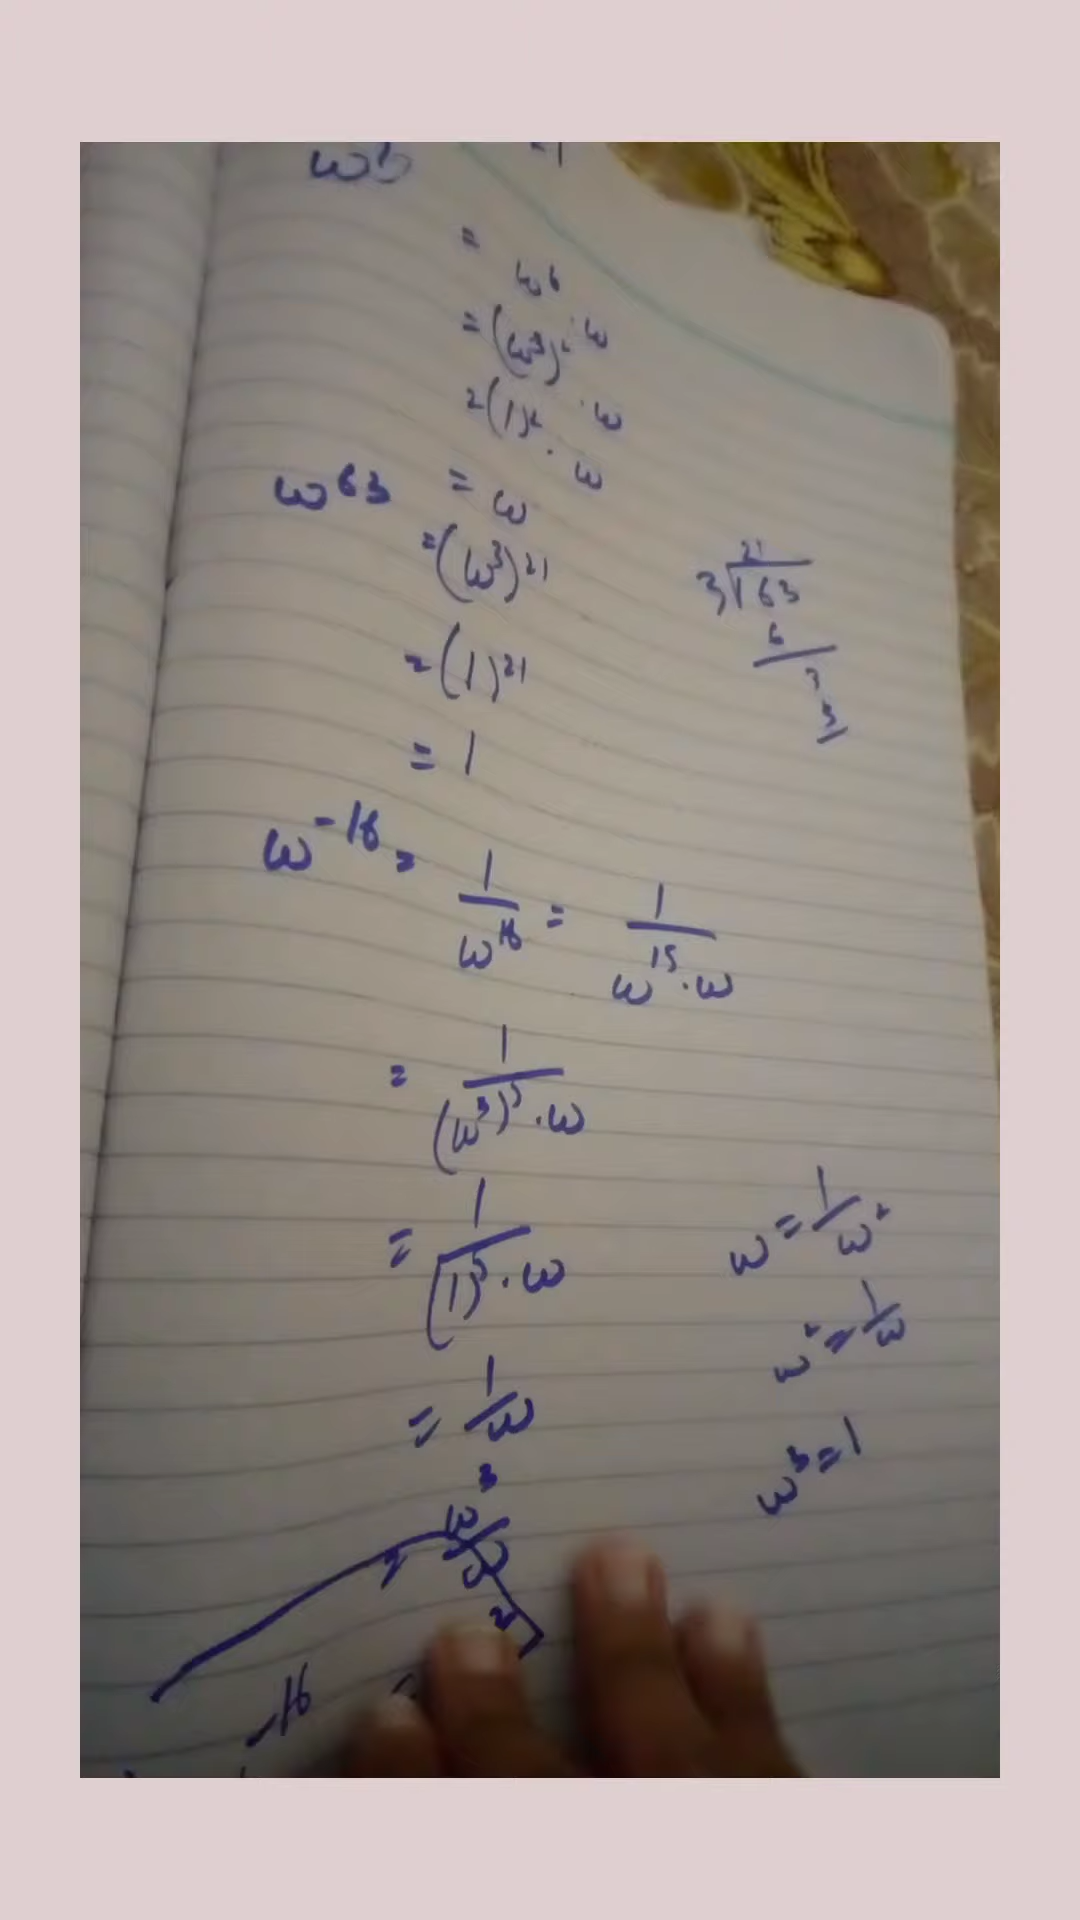 = ω⁶
= (ω³)² · ω
= (1)² · ω
· ω
ω⁶³ = ω
= (ω³)²¹
21
3√63
6
3
3
= (1)²¹
= 1
ω⁻¹⁶ = 1/ω¹⁶ = 1/ω¹⁵·ω
= 1/(ω³)⁵·ω
= 1/(1)⁵·ω
ω = 1/ω²
ω² = 1/ω
= 1/ω
ω³ = 1
= ω³/ω
-16